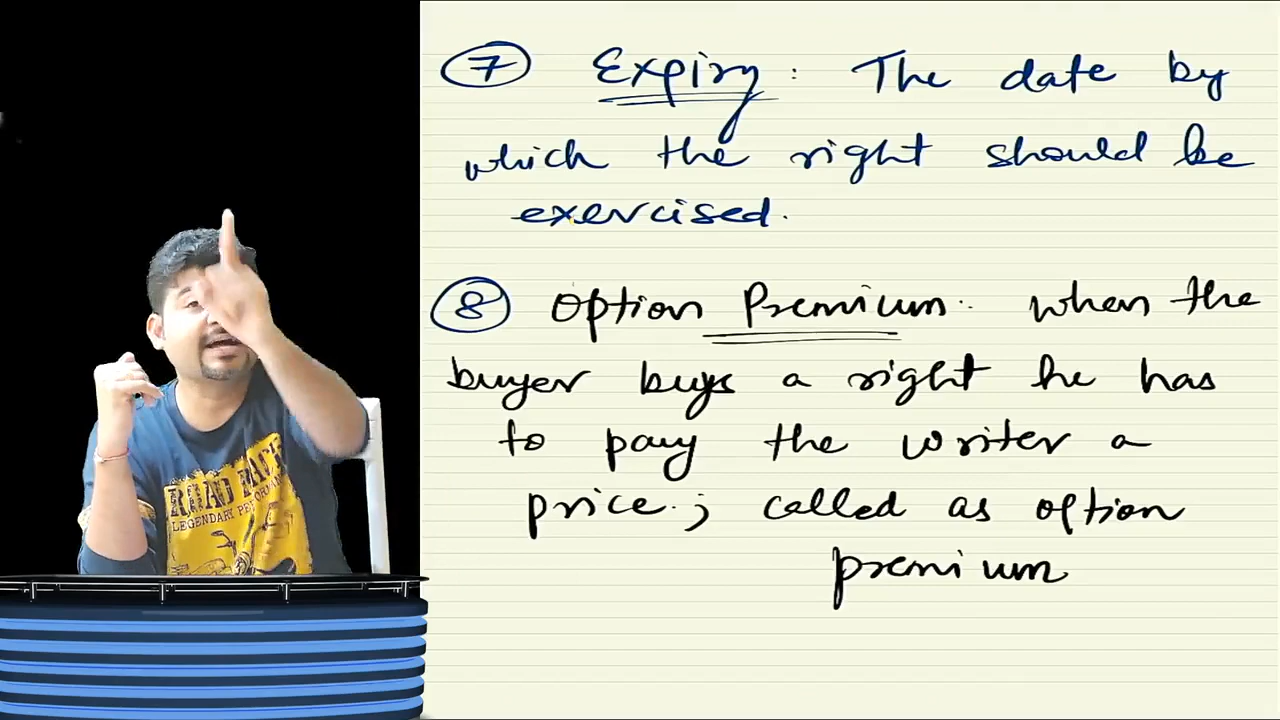 ROAD RACE
LEGENDARY PERFORMAN
7 Expiry: The date by
which the right should be
exercised.
8 Option Premium: When the
buyer buys a right he has
to pay the writer a
price; called as option
premium